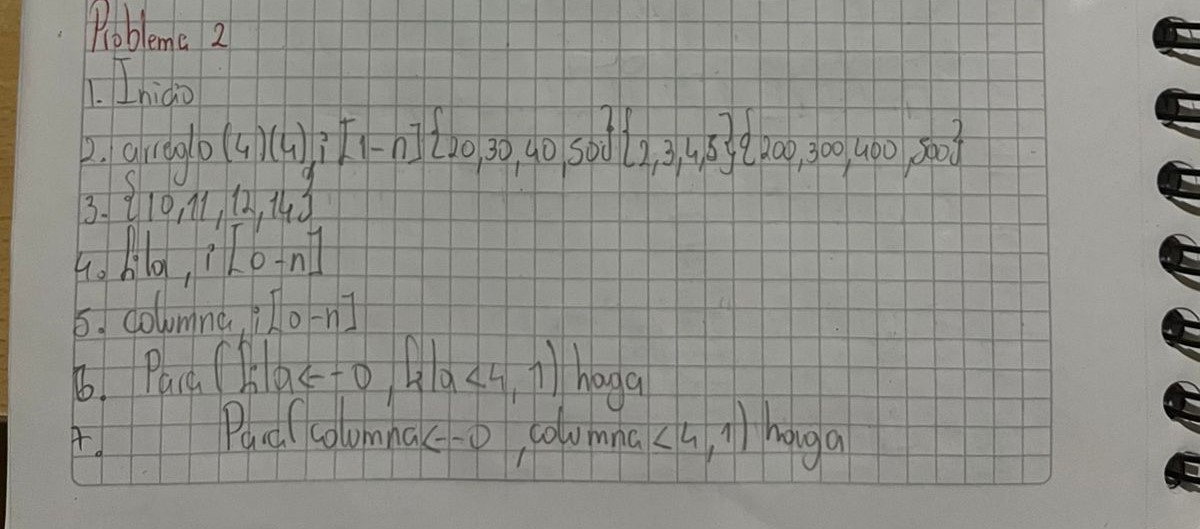 Problema 2
1. Inicio
2. arreglo(4)(4), i [1-n]{20,30,40,50}{2,3,4,5}{200,300,400,500}
3. {10,11,12,14}
4. fila, i [0-n]
5. columna, i [0-n]
6. Para(fila<--0, fila<4, 1) haga
7. Para(columna<--0, columna<4, 1) haga